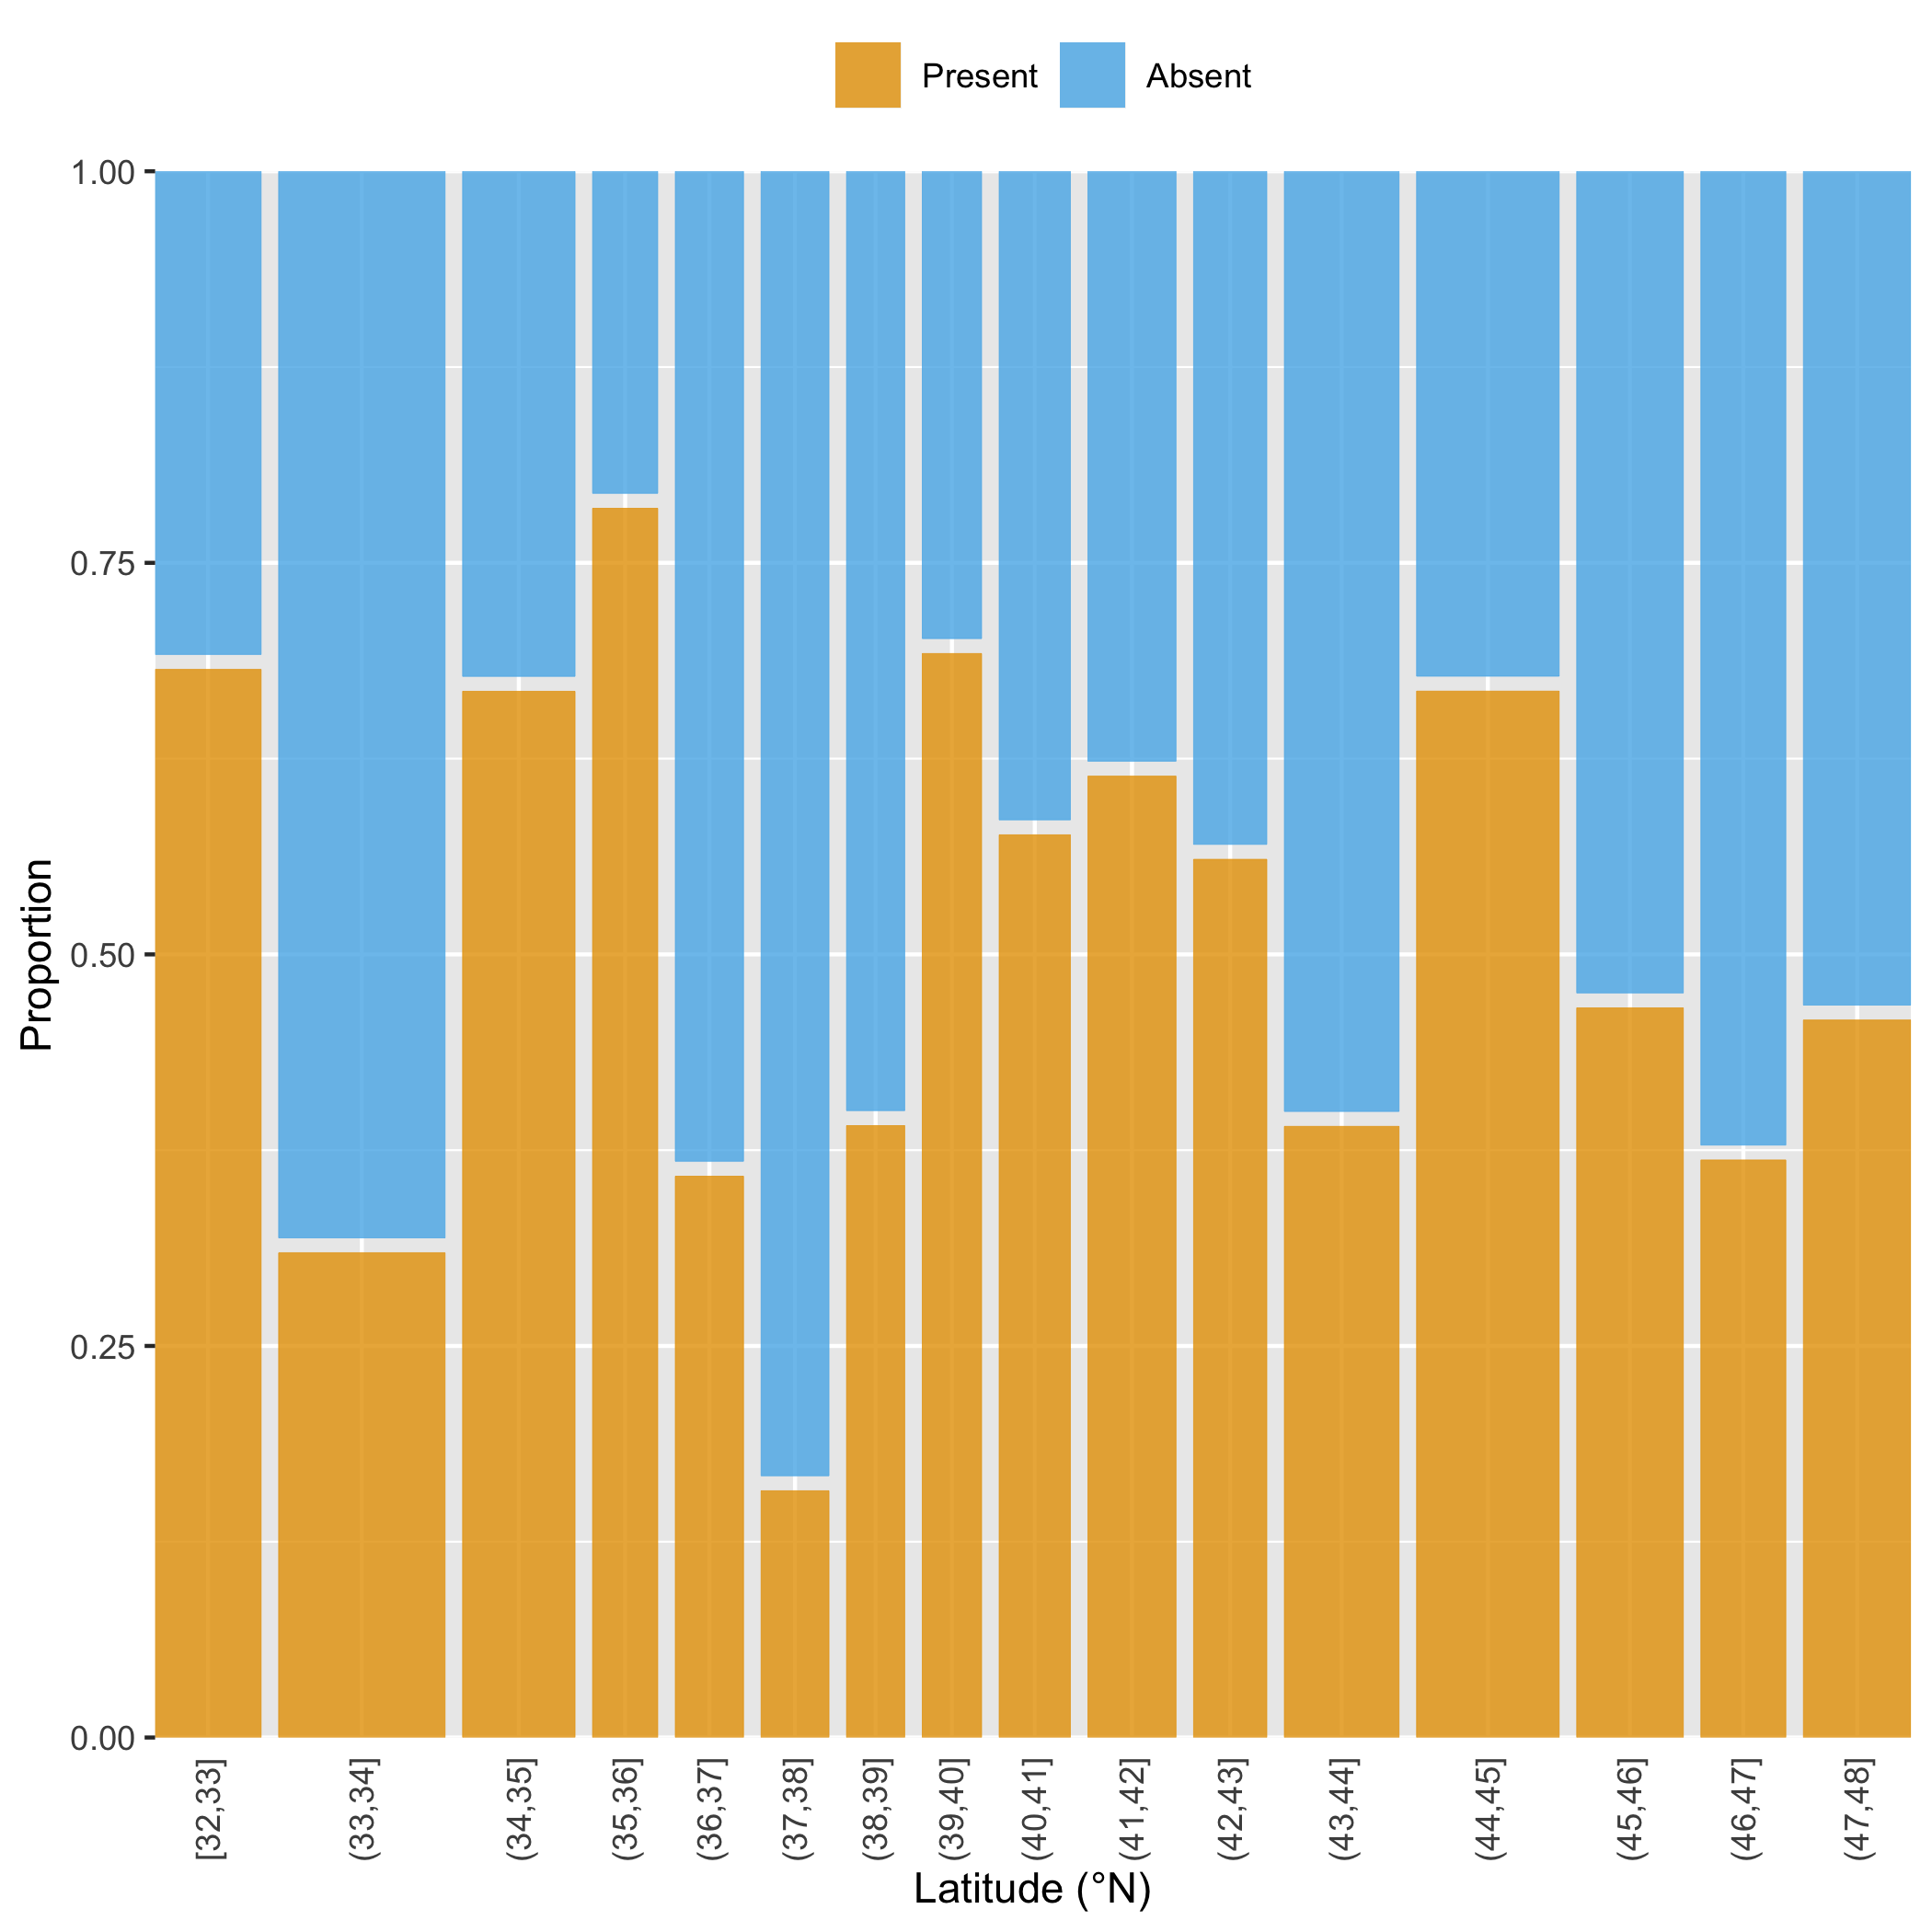 Present Absent
1.00
0.75
0.50
0.25
0.00
Proportion
[32,33] (33,34] (34,35] (35,36] (36,37] (37,38] (38,39] (39,40] (40,41] (41,42] (42,43] (43,44] (44,45] (45,46] (46,47] (47,48]
Latitude (°N)